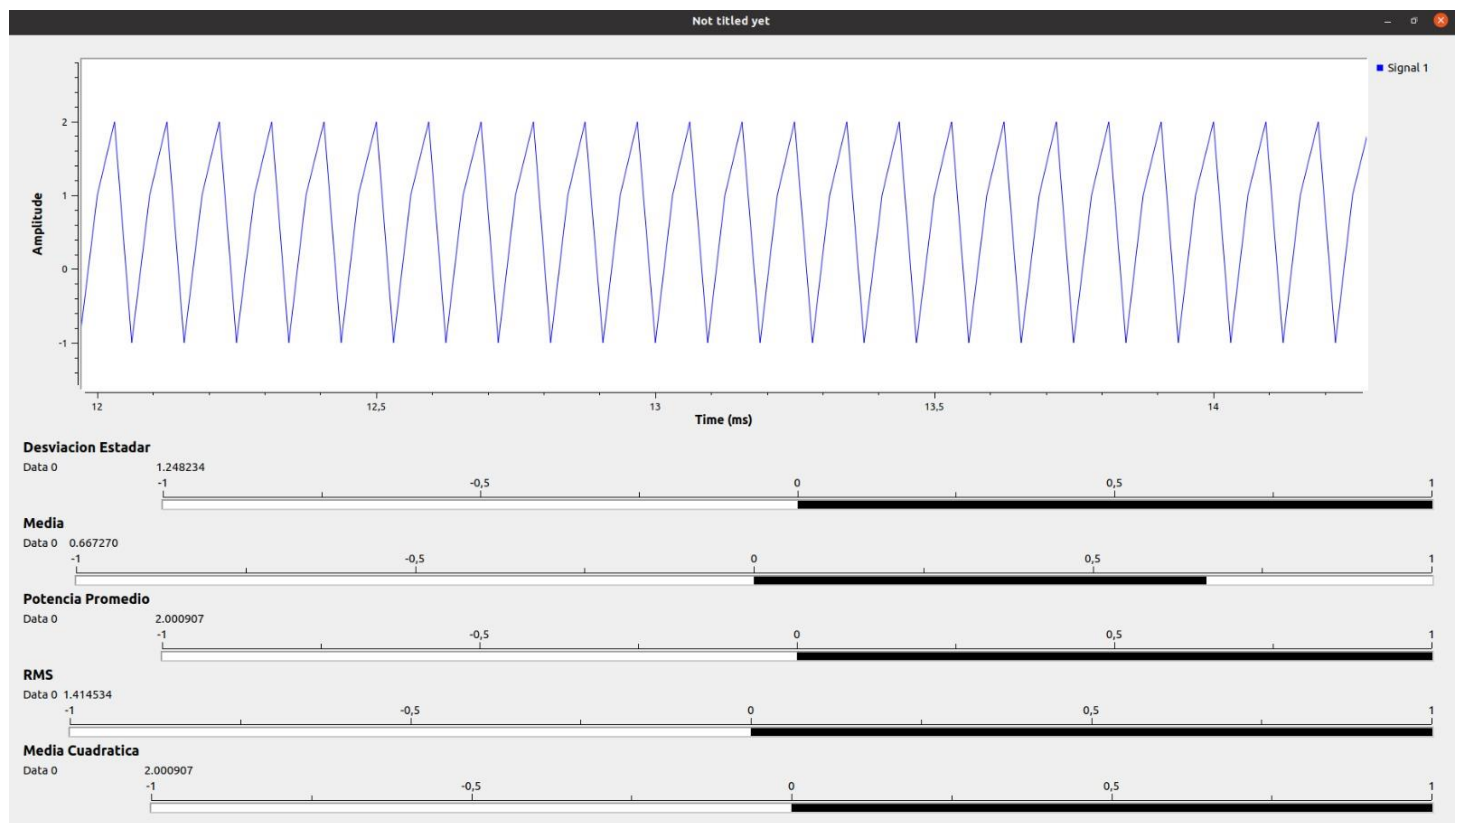 Not titled yet
Signal 1
Amplitude
2
1
0
-1
12 12,5 13 13,5 14
Time (ms)
Desviacion Estadar
Data 0 1.248234
-1 -0,5 0 0,5 1
Media
Data 0 0.667270
-1 -0,5 0 0,5 1
Potencia Promedio
Data 0 2.000907
-1 -0,5 0 0,5 1
RMS
Data 0 1.414534
-1 -0,5 0 0,5 1
Media Cuadratica
Data 0 2.000907
-1 -0,5 0 0,5 1